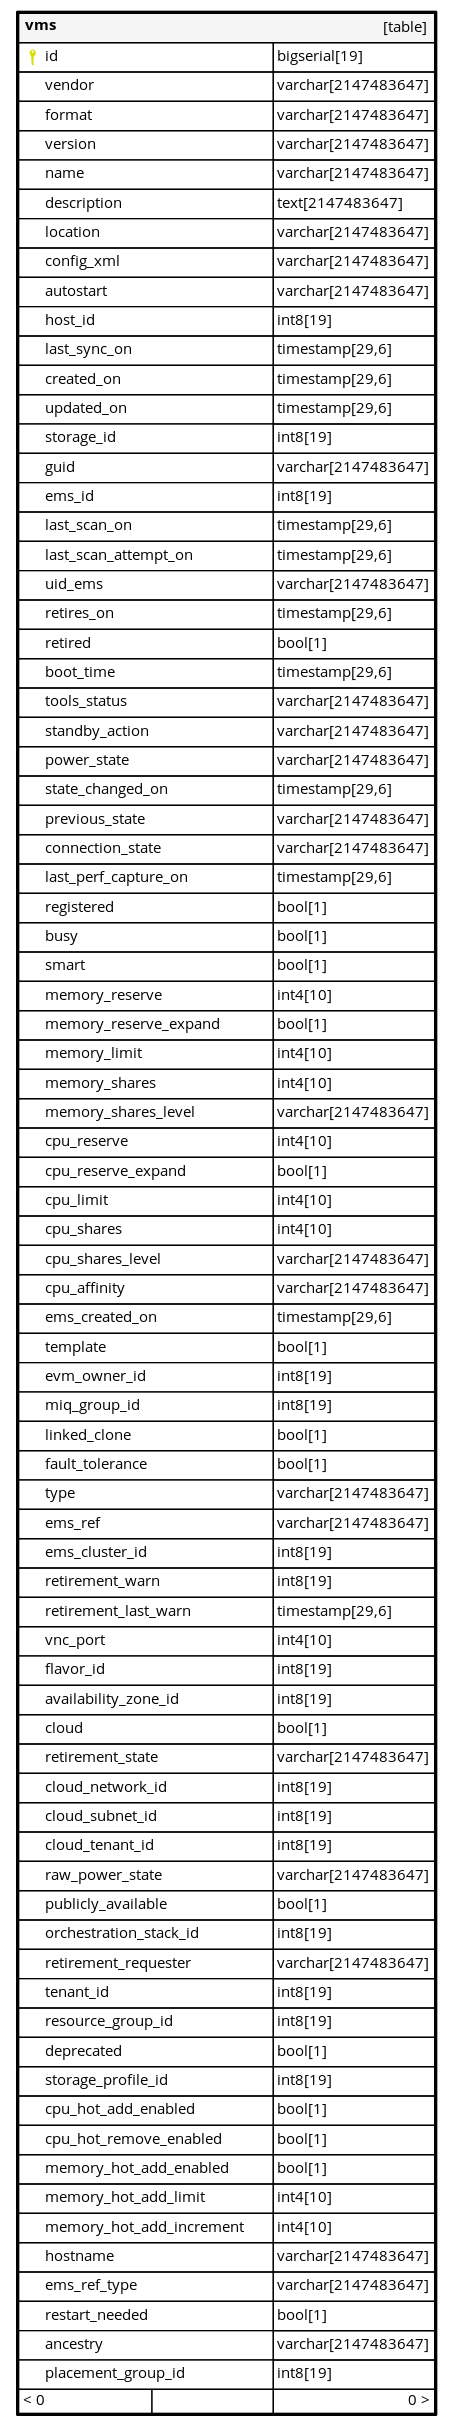 vms [table]
id bigserial[19]
vendor varchar[2147483647]
format varchar[2147483647]
version varchar[2147483647]
name varchar[2147483647]
description text[2147483647]
location varchar[2147483647]
config_xml varchar[2147483647]
autostart varchar[2147483647]
host_id int8[19]
last_sync_on timestamp[29,6]
created_on timestamp[29,6]
updated_on timestamp[29,6]
storage_id int8[19]
guid varchar[2147483647]
ems_id int8[19]
last_scan_on timestamp[29,6]
last_scan_attempt_on timestamp[29,6]
uid_ems varchar[2147483647]
retires_on timestamp[29,6]
retired bool[1]
boot_time timestamp[29,6]
tools_status varchar[2147483647]
standby_action varchar[2147483647]
power_state varchar[2147483647]
state_changed_on timestamp[29,6]
previous_state varchar[2147483647]
connection_state varchar[2147483647]
last_perf_capture_on timestamp[29,6]
registered bool[1]
busy bool[1]
smart bool[1]
memory_reserve int4[10]
memory_reserve_expand bool[1]
memory_limit int4[10]
memory_shares int4[10]
memory_shares_level varchar[2147483647]
cpu_reserve int4[10]
cpu_reserve_expand bool[1]
cpu_limit int4[10]
cpu_shares int4[10]
cpu_shares_level varchar[2147483647]
cpu_affinity varchar[2147483647]
ems_created_on timestamp[29,6]
template bool[1]
evm_owner_id int8[19]
miq_group_id int8[19]
linked_clone bool[1]
fault_tolerance bool[1]
type varchar[2147483647]
ems_ref varchar[2147483647]
ems_cluster_id int8[19]
retirement_warn int8[19]
retirement_last_warn timestamp[29,6]
vnc_port int4[10]
flavor_id int8[19]
availability_zone_id int8[19]
cloud bool[1]
retirement_state varchar[2147483647]
cloud_network_id int8[19]
cloud_subnet_id int8[19]
cloud_tenant_id int8[19]
raw_power_state varchar[2147483647]
publicly_available bool[1]
orchestration_stack_id int8[19]
retirement_requester varchar[2147483647]
tenant_id int8[19]
resource_group_id int8[19]
deprecated bool[1]
storage_profile_id int8[19]
cpu_hot_add_enabled bool[1]
cpu_hot_remove_enabled bool[1]
memory_hot_add_enabled bool[1]
memory_hot_add_limit int4[10]
memory_hot_add_increment int4[10]
hostname varchar[2147483647]
ems_ref_type varchar[2147483647]
restart_needed bool[1]
ancestry varchar[2147483647]
placement_group_id int8[19]
< 0 0 >